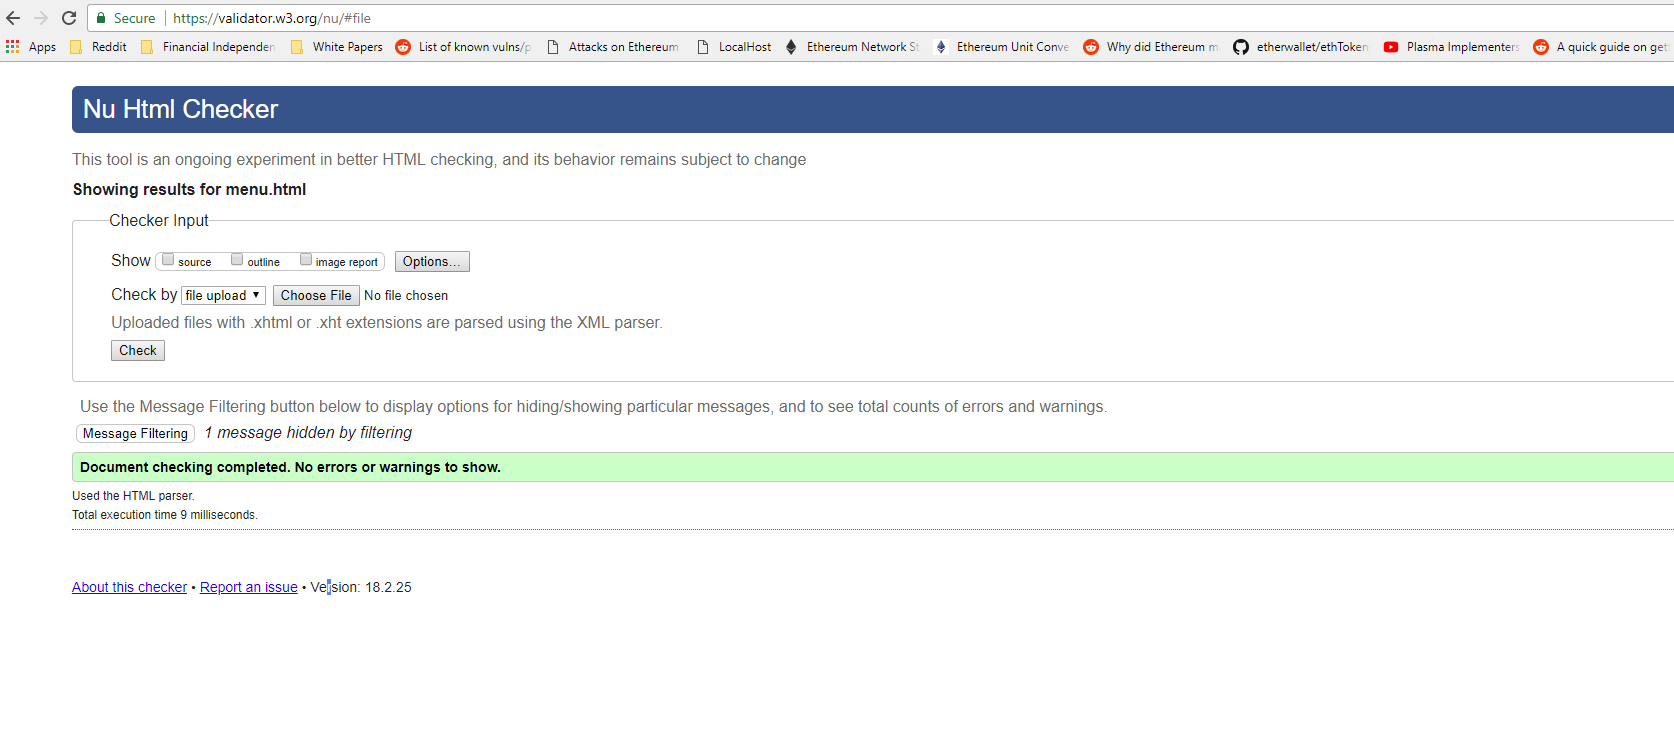 Secure https://validator.w3.org/nu/#file
Apps Reddit Financial Independen White Papers List of known vulns/p Attacks on Ethereum LocalHost Ethereum Network St Ethereum Unit Conve Why did Ethereum m etherwallet/ethToken Plasma Implementers A quick guide on get
Nu Html Checker
This tool is an ongoing experiment in better HTML checking, and its behavior remains subject to change
Showing results for menu.html
Checker Input
Show source outline image report Options...
Check by file upload Choose File No file chosen
Uploaded files with .xhtml or .xht extensions are parsed using the XML parser.
Check
Use the Message Filtering button below to display options for hiding/showing particular messages, and to see total counts of errors and warnings.
Message Filtering 1 message hidden by filtering
Document checking completed. No errors or warnings to show.
Used the HTML parser.
Total execution time 9 milliseconds.
About this checker • Report an issue • Version: 18.2.25